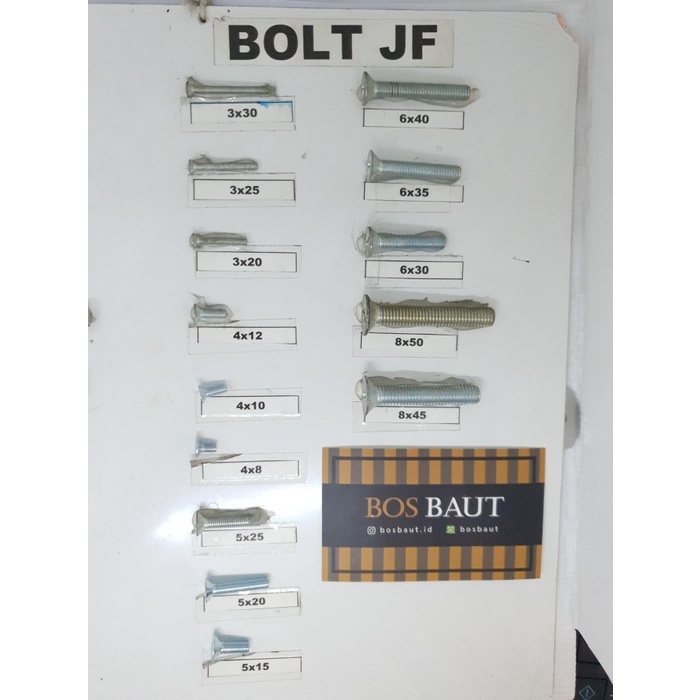 BOLT JF
3x30
3x25
3x20
4x12
4x10
4x8
5x25
5x20
5x15
6x40
6x35
6x30
8x50
8x45
BOS BAUT
bosbaut.id bosbaut